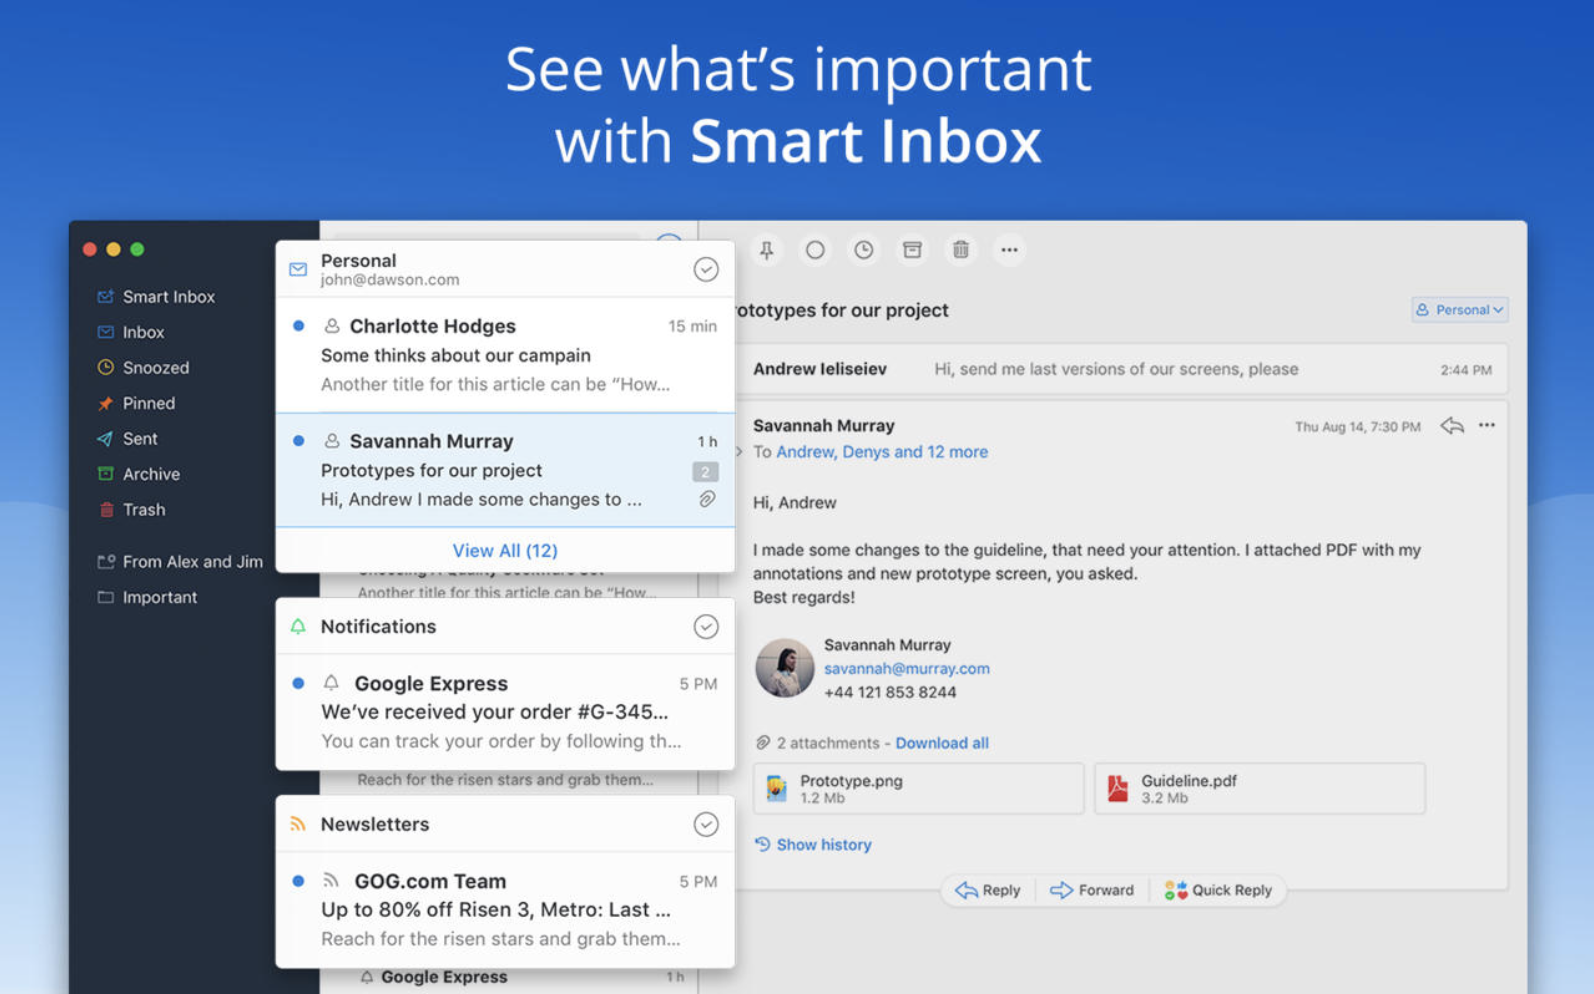 See what's important
with Smart Inbox
Smart Inbox
Inbox
Snoozed
Pinned
Sent
Archive
Trash
From Alex and Jim
Important
Personal
john@dawson.com
Charlotte Hodges 15 min
Some thinks about our campain
Another title for this article can be “How...
Savannah Murray 1 h
Prototypes for our project 2
Hi, Andrew I made some changes to ...
View All (12)
Another title for this article can be “How...
Notifications
Google Express 5 PM
We’ve received your order #G-345...
You can track your order by following th...
Reach for the risen stars and grab them...
Newsletters
GOG.com Team 5 PM
Up to 80% off Risen 3, Metro: Last ...
Reach for the risen stars and grab them...
Google Express 1 h
ototypes for our project
Personal
Andrew Ieliseiev Hi, send me last versions of our screens, please 2:44 PM
Savannah Murray Thu Aug 14, 7:30 PM
To Andrew, Denys and 12 more
Hi, Andrew
I made some changes to the guideline, that need your attention. I attached PDF with my
annotations and new prototype screen, you asked.
Best regards!
Savannah Murray
savannah@murray.com
+44 121 853 8244
2 attachments - Download all
Prototype.png
1.2 Mb
Guideline.pdf
3.2 Mb
Show history
Reply Forward Quick Reply